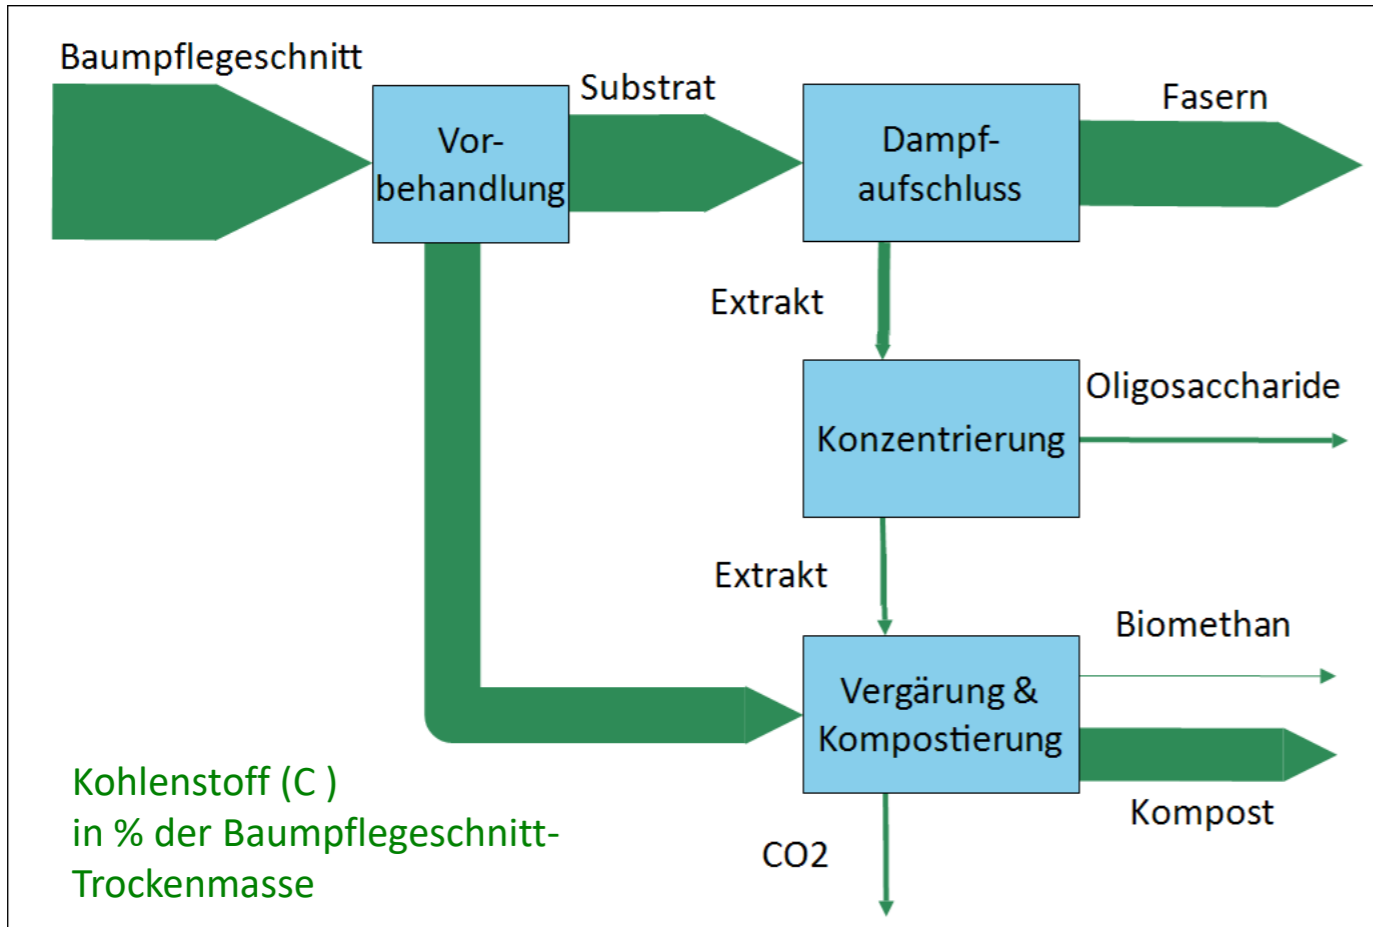 Baumpflegeschnitt
Vor-
behandlung
Substrat
Dampf-
aufschluss
Fasern
Extrakt
Konzentrierung
Oligosaccharide
Extrakt
Vergärung &
Kompostierung
Biomethan
Kompost
CO2
Kohlenstoff (C )
in % der Baumpflegeschnitt-
Trockenmasse